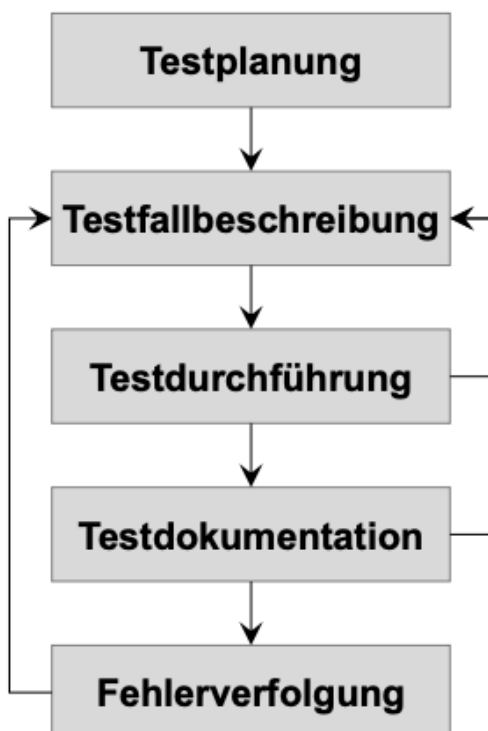 Testplanung
Testfallbeschreibung
Testdurchführung
Testdokumentation
Fehlerverfolgung